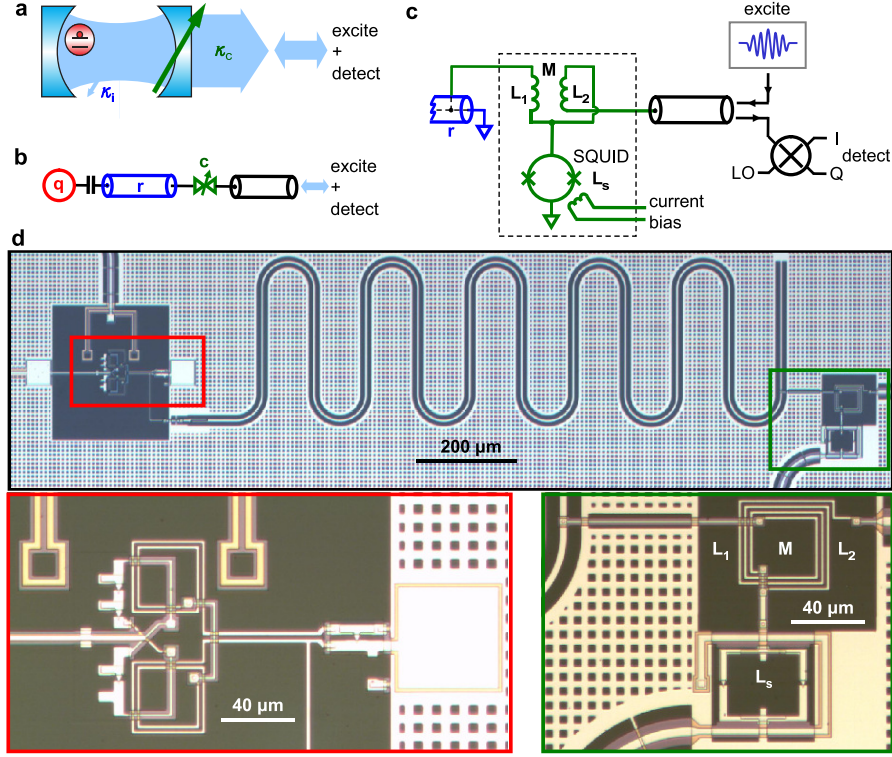 a
κc
κi
excite
+
detect
b
q
r
c
excite
+
detect
c
excite
M
L1
L2
r
SQUID
Ls
current
bias
I
detect
LO
Q
d
200 μm
40 μm
L1
M
L2
40 μm
Ls